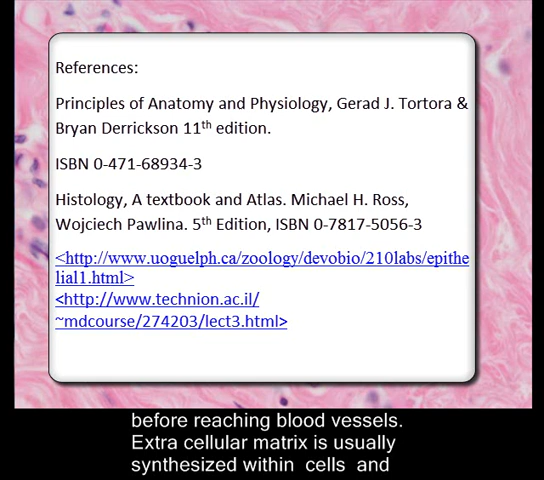 References:
Principles of Anatomy and Physiology, Gerad J. Tortora &
Bryan Derrickson 11th edition.
ISBN 0-471-68934-3
Histology, A textbook and Atlas. Michael H. Ross,
Wojciech Pawlina. 5th Edition, ISBN 0-7817-5056-3
<http://www.uoguelph.ca/zoology/devobio/210labs/epithe
lial1.html>
<http://www.technion.ac.il/
~mdcourse/274203/lect3.html>
before reaching blood vessels.
Extra cellular matrix is usually
synthesized within cells and